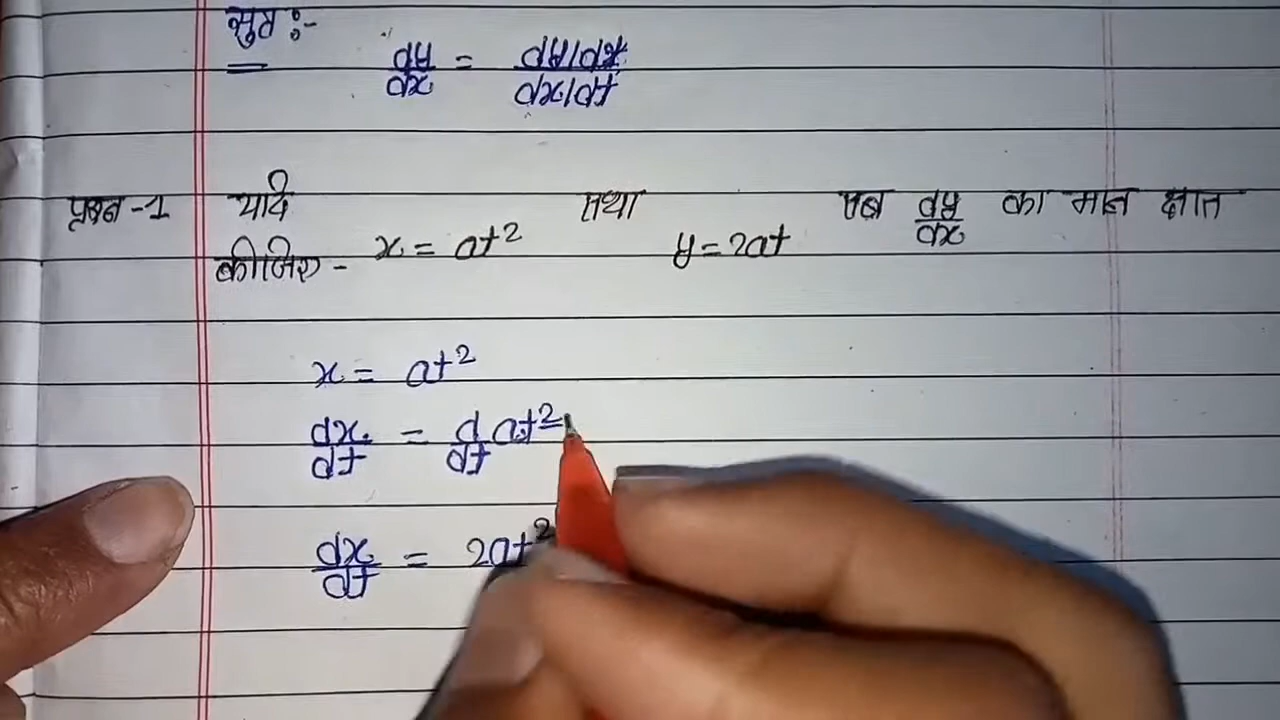 सुत्र :-
dy/dx = dy/dt / dx/dt
प्रश्न-1 यदि x = at² तथा y = 2at तब dy/dx का मान ज्ञात
कीजिए -
x = at²
dx/dt = d/dt at²
dx/dt = 2at²